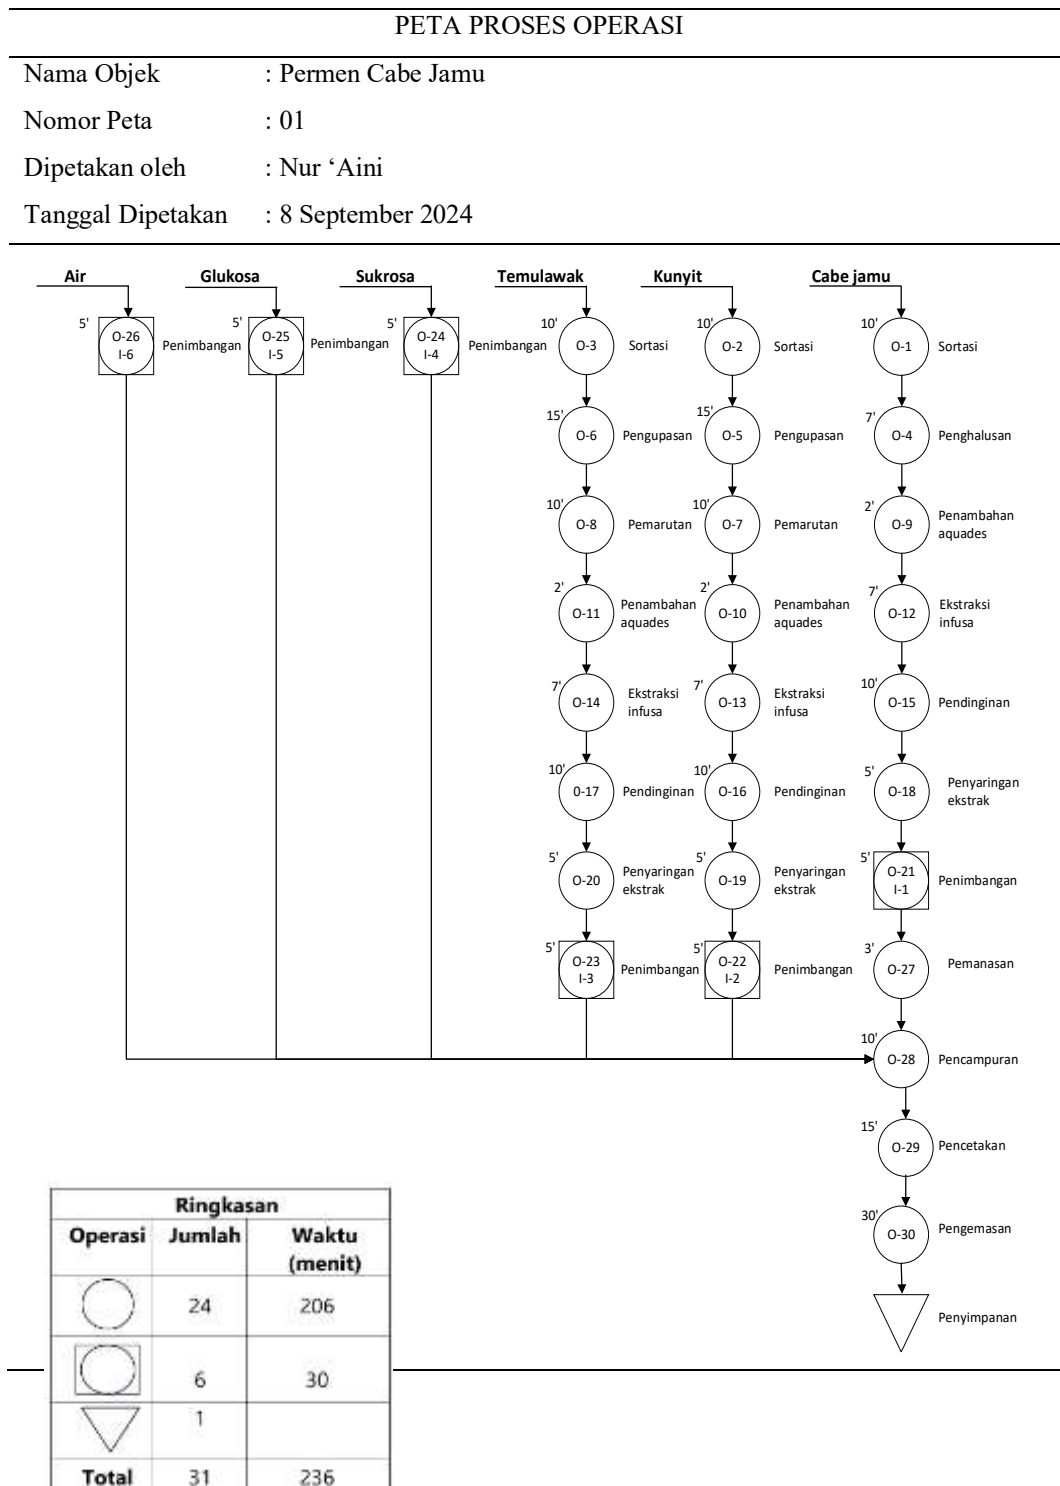 PETA PROSES OPERASI
Nama Objek : Permen Cabe Jamu
Nomor Peta : 01
Dipetakan oleh : Nur ‘Aini
Tanggal Dipetakan : 8 September 2024
Air Glukosa Sukrosa Temulawak Kunyit Cabe jamu
5' O-26 I-6 Penimbangan
5' O-25 I-5 Penimbangan
5' O-24 I-4 Penimbangan
10' O-3 Sortasi
10' O-2 Sortasi
10' O-1 Sortasi
15' O-6 Pengupasan
15' O-5 Pengupasan
7' O-4 Penghalusan
10' O-8 Pemarutan
10' O-7 Pemarutan
2' O-9 Penambahan aquades
2' O-11 Penambahan aquades
2' O-10 Penambahan aquades
7' O-12 Ekstraksi infusa
7' O-14 Ekstraksi infusa
7' O-13 Ekstraksi infusa
10' O-15 Pendinginan
10' 0-17 Pendinginan
10' O-16 Pendinginan
5' O-18 Penyaringan ekstrak
5' O-20 Penyaringan ekstrak
5' O-19 Penyaringan ekstrak
5' O-21 I-1 Penimbangan
5' O-23 I-3 Penimbangan
5' O-22 I-2 Penimbangan
3' O-27 Pemanasan
10' O-28 Pencampuran
15' O-29 Pencetakan
30' O-30 Pengemasan
Penyimpanan
Ringkasan
Operasi Jumlah Waktu (menit)
24 206
6 30
1
Total 31 236